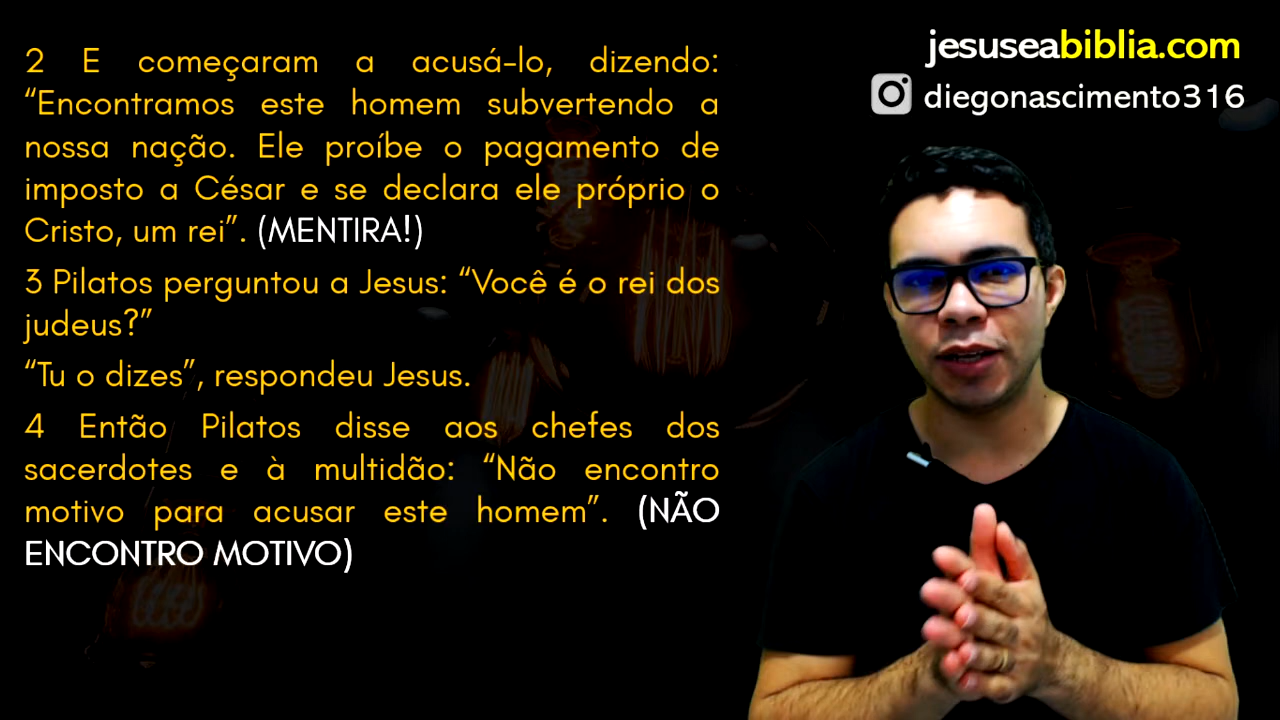 2 E começaram a acusá-lo, dizendo:
“Encontramos este homem subvertendo a
nossa nação. Ele proíbe o pagamento de
imposto a César e se declara ele próprio o
Cristo, um rei”. (MENTIRA!)
3 Pilatos perguntou a Jesus: “Você é o rei dos
judeus?”
“Tu o dizes”, respondeu Jesus.
4 Então Pilatos disse aos chefes dos
sacerdotes e à multidão: “Não encontro
motivo para acusar este homem”. (NÃO
ENCONTRO MOTIVO)
jesuseabiblia.com
diegonascimento316